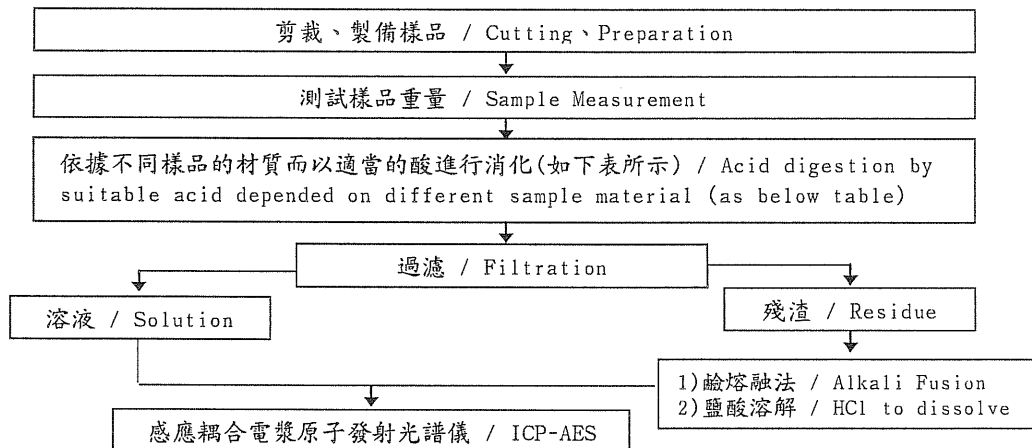 剪裁、製備樣品 / Cutting、Preparation
測試樣品重量 / Sample Measurement
依據不同樣品的材質而以適當的酸進行消化(如下表所示) / Acid digestion by
suitable acid depended on different sample material (as below table)
過濾 / Filtration
溶液 / Solution
殘渣 / Residue
1)鹼熔融法 / Alkali Fusion
2)鹽酸溶解 / HCl to dissolve
感應耦合電漿原子發射光譜儀 / ICP-AES